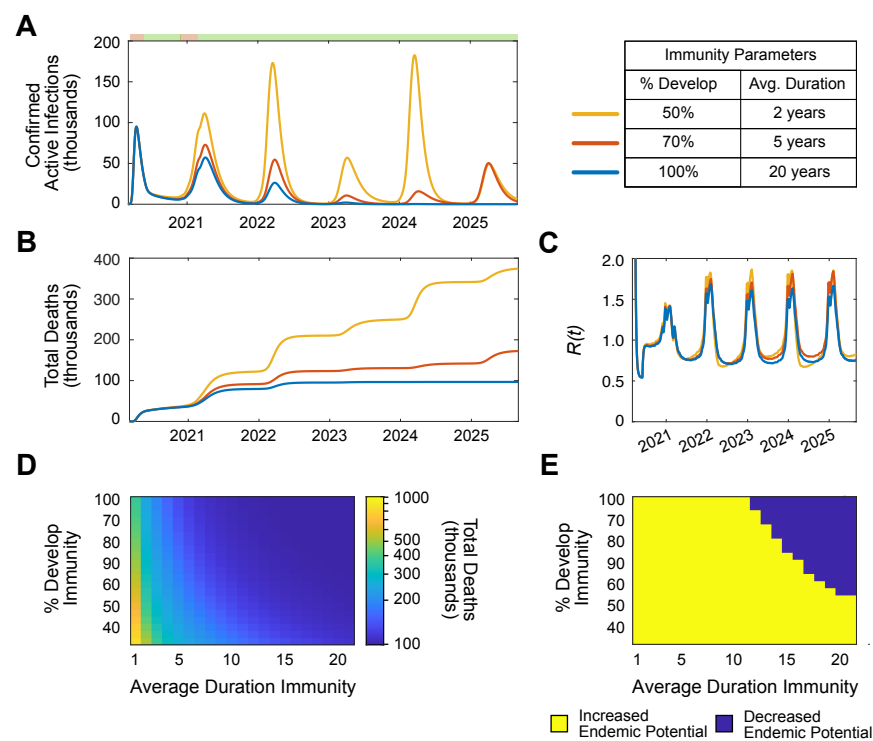 A
200
150
100
50
0
Confirmed
Active Infections
(thousands)
2021 2022 2023 2024 2025
Immunity Parameters
% Develop Avg. Duration
50% 2 years
70% 5 years
100% 20 years
B
400
300
200
100
0
Total Deaths
(throusands)
2021 2022 2023 2024 2025
C
2.0
1.5
1.0
0.5
0
R(t)
2021 2022 2023 2024 2025
D
100
70
80
90
60
50
40
% Develop
Immunity
1 5 10 15 20
Average Duration Immunity
1000
500
300
200
100
Total Deaths
(thousands)
E
100
70
80
90
60
50
40
% Develop
Immunity
1 5 10 15 20
Average Duration Immunity
Increased
Endemic Potential
Decreased
Endemic Potential